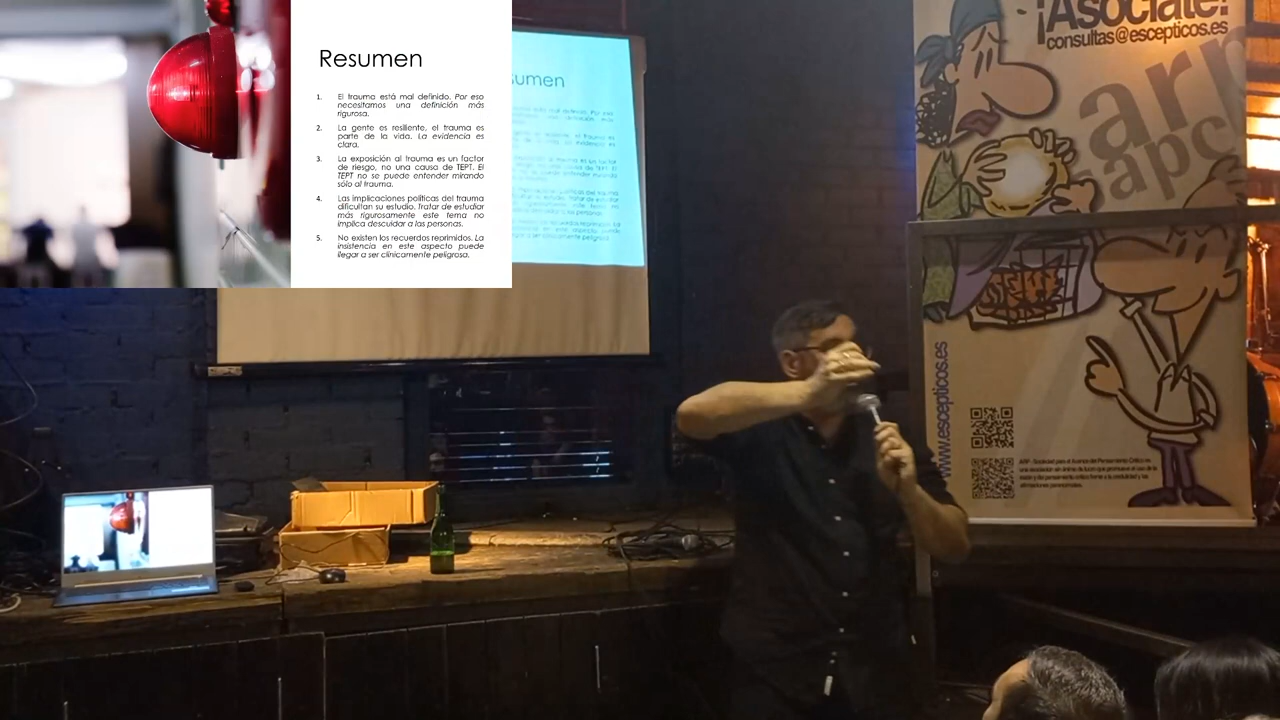 Resumen
1. El trauma está mal definido. Por eso
necesitamos una definición más
rigurosa.
2. La gente es resiliente, el trauma es
parte de la vida. La evidencia es
clara.
3. La exposición al trauma es un factor
de riesgo, no una causa de TEPT. El
TEPT no se puede entender mirando
sólo al trauma.
4. Las implicaciones políticas del trauma
dificultan su estudio. Tratar de estudiar
más rigurosamente este tema no
implica descuidar a las personas.
5. No existen los recuerdos reprimidos. La
insistencia en este aspecto puede
llegar a ser clínicamente peligrosa.
sumen
¡Asóciate!
consultas@escepticos.es
arp
sapc
www.escepticos.es